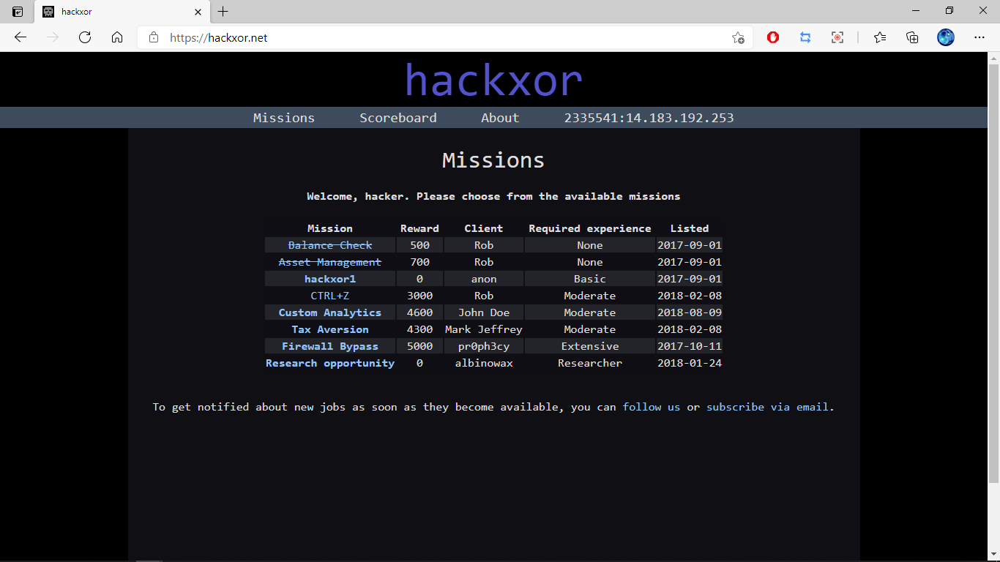 hackxor
https://hackxor.net
hackxor
Missions Scoreboard About 2335541:14.183.192.253
Missions
Welcome, hacker. Please choose from the available missions
Mission Reward Client Required experience Listed
Balance Check 500 Rob None 2017-09-01
Asset Management 700 Rob None 2017-09-01
hackxor1 0 anon Basic 2017-09-01
CTRL+Z 3000 Rob Moderate 2018-02-08
Custom Analytics 4600 John Doe Moderate 2018-08-09
Tax Aversion 4300 Mark Jeffrey Moderate 2018-02-08
Firewall Bypass 5000 pr0ph3cy Extensive 2017-10-11
Research opportunity 0 albinowax Researcher 2018-01-24
To get notified about new jobs as soon as they become available, you can follow us or subscribe via email.